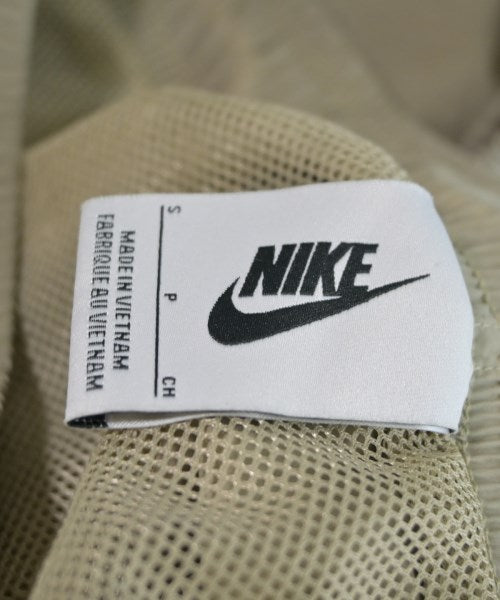 NIKE
S P CH
MADE IN VIETNAM
FABRIQUE AU VIETNAM